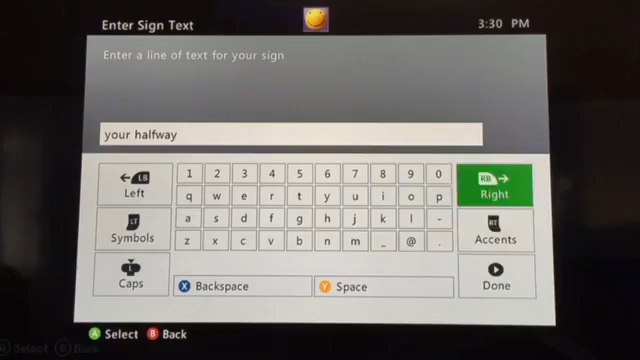 Enter Sign Text 3:30 PM
Enter a line of text for your sign
your halfway
LB Left 1 2 3 4 5 6 7 8 9 0 RB Right
q w e r t y u i o p
LT Symbols a s d f g h j k l - RT Accents
z x c v b n m _ @ .
L Caps X Backspace Y Space Done
A Select B Back
Select B Back